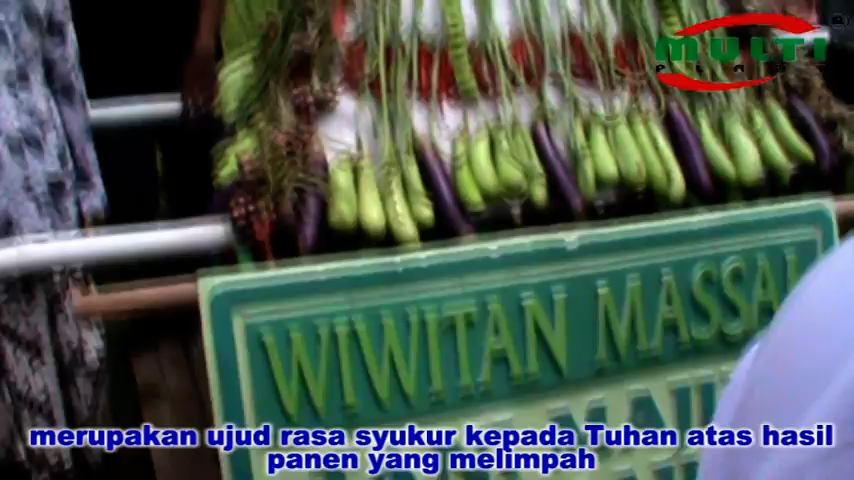 MULTI
WIWITAN MASSAL
merupakan ujud rasa syukur kepada Tuhan atas hasil
panen yang melimpah